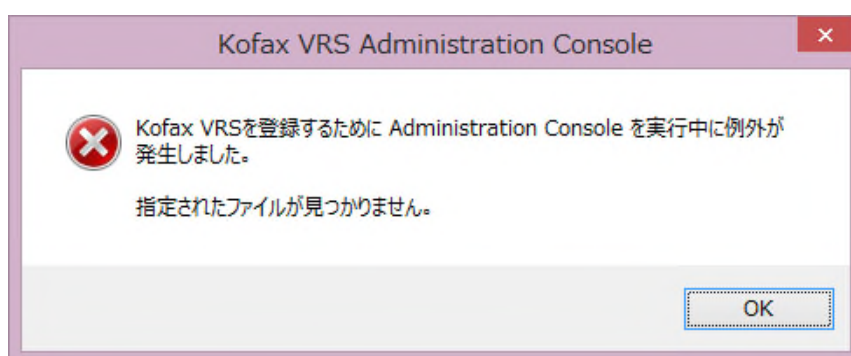 Kofax VRS Administration Console
Kofax VRSを登録するために Administration Console を実行中に例外が
発生しました。
指定されたファイルが見つかりません。
OK